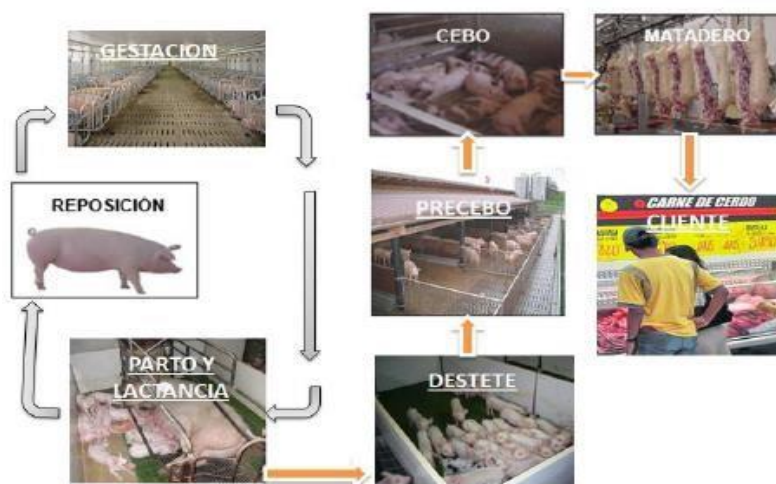 GESTACION
REPOSICIÓN
PARTO Y
LACTANCIA
DESTETE
PRECEBO
CEBO
MATADERO
CARNE DE CERDO
CLIENTE